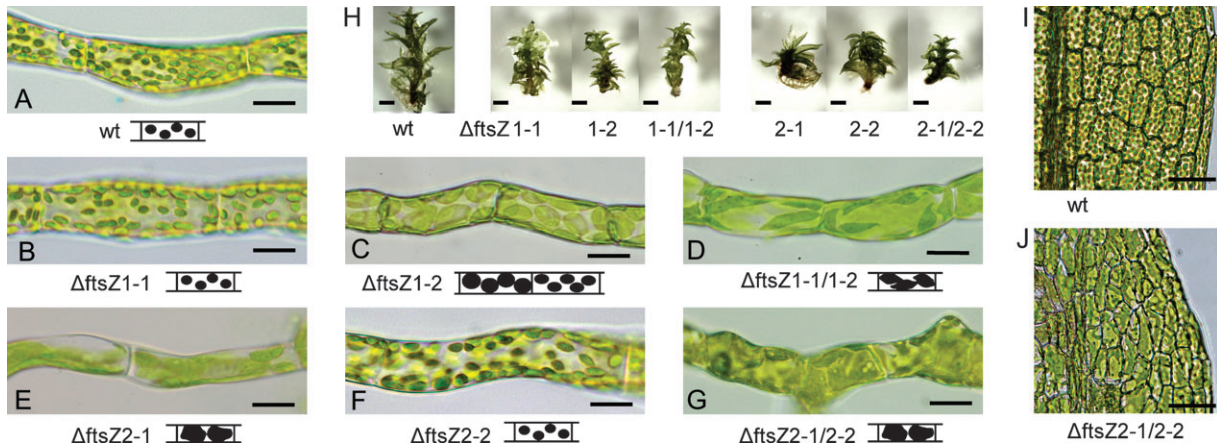 A
wt
B
ΔftsZ1-1
E
ΔftsZ2-1
H
wt ΔftsZ 1-1 1-2 1-1/1-2 2-1 2-2 2-1/2-2
C
ΔftsZ1-2
D
ΔftsZ1-1/1-2
F
ΔftsZ2-2
G
ΔftsZ2-1/2-2
I
wt
J
ΔftsZ2-1/2-2